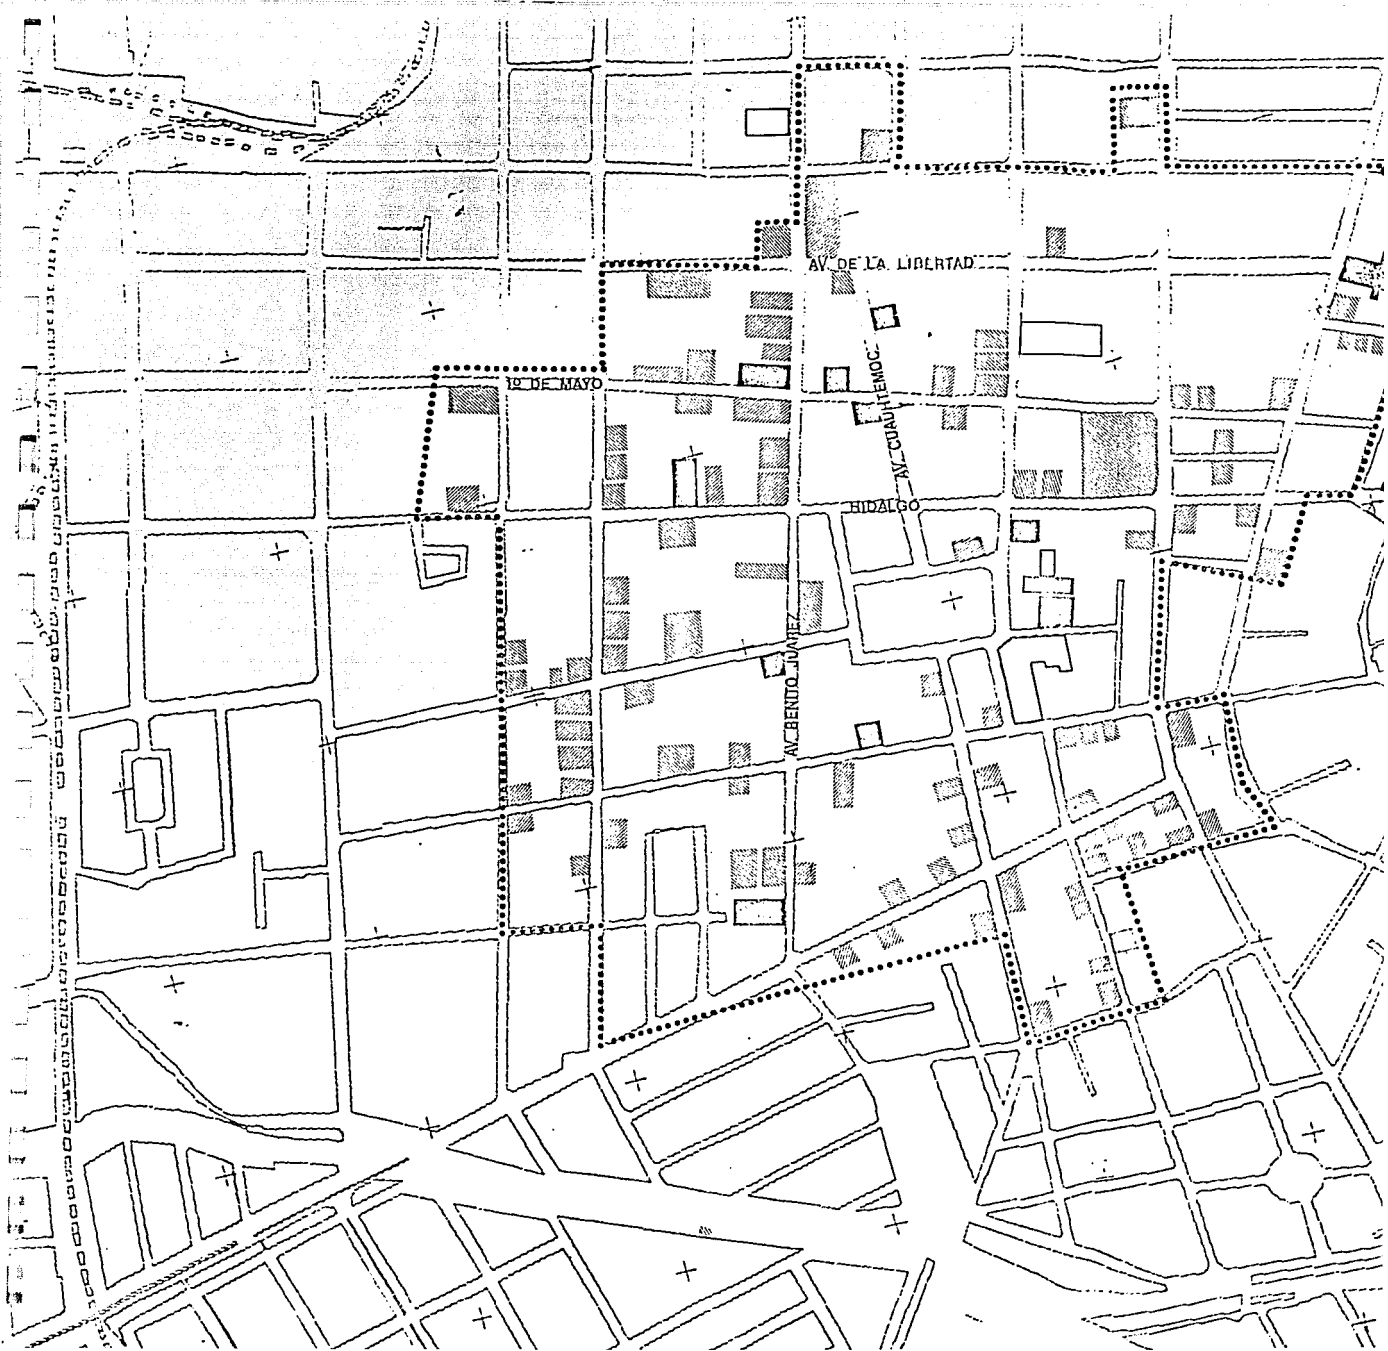 AV. DE LA LIBERTAD
1º DE MAYO
AV. CUAUHTEMOC.
HIDALGO
AV. BENITO JUAREZ